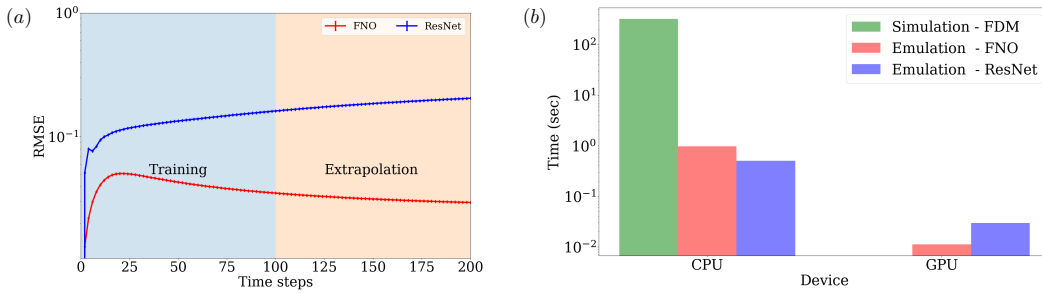 (a)
10^0
FNO
ResNet
RMSE
10^-1
Training
Extrapolation
0 25 50 75 100 125 150 175 200
Time steps
(b)
Simulation - FDM
Emulation - FNO
Emulation - ResNet
Time (sec)
10^2
10^1
10^0
10^-1
10^-2
CPU GPU
Device